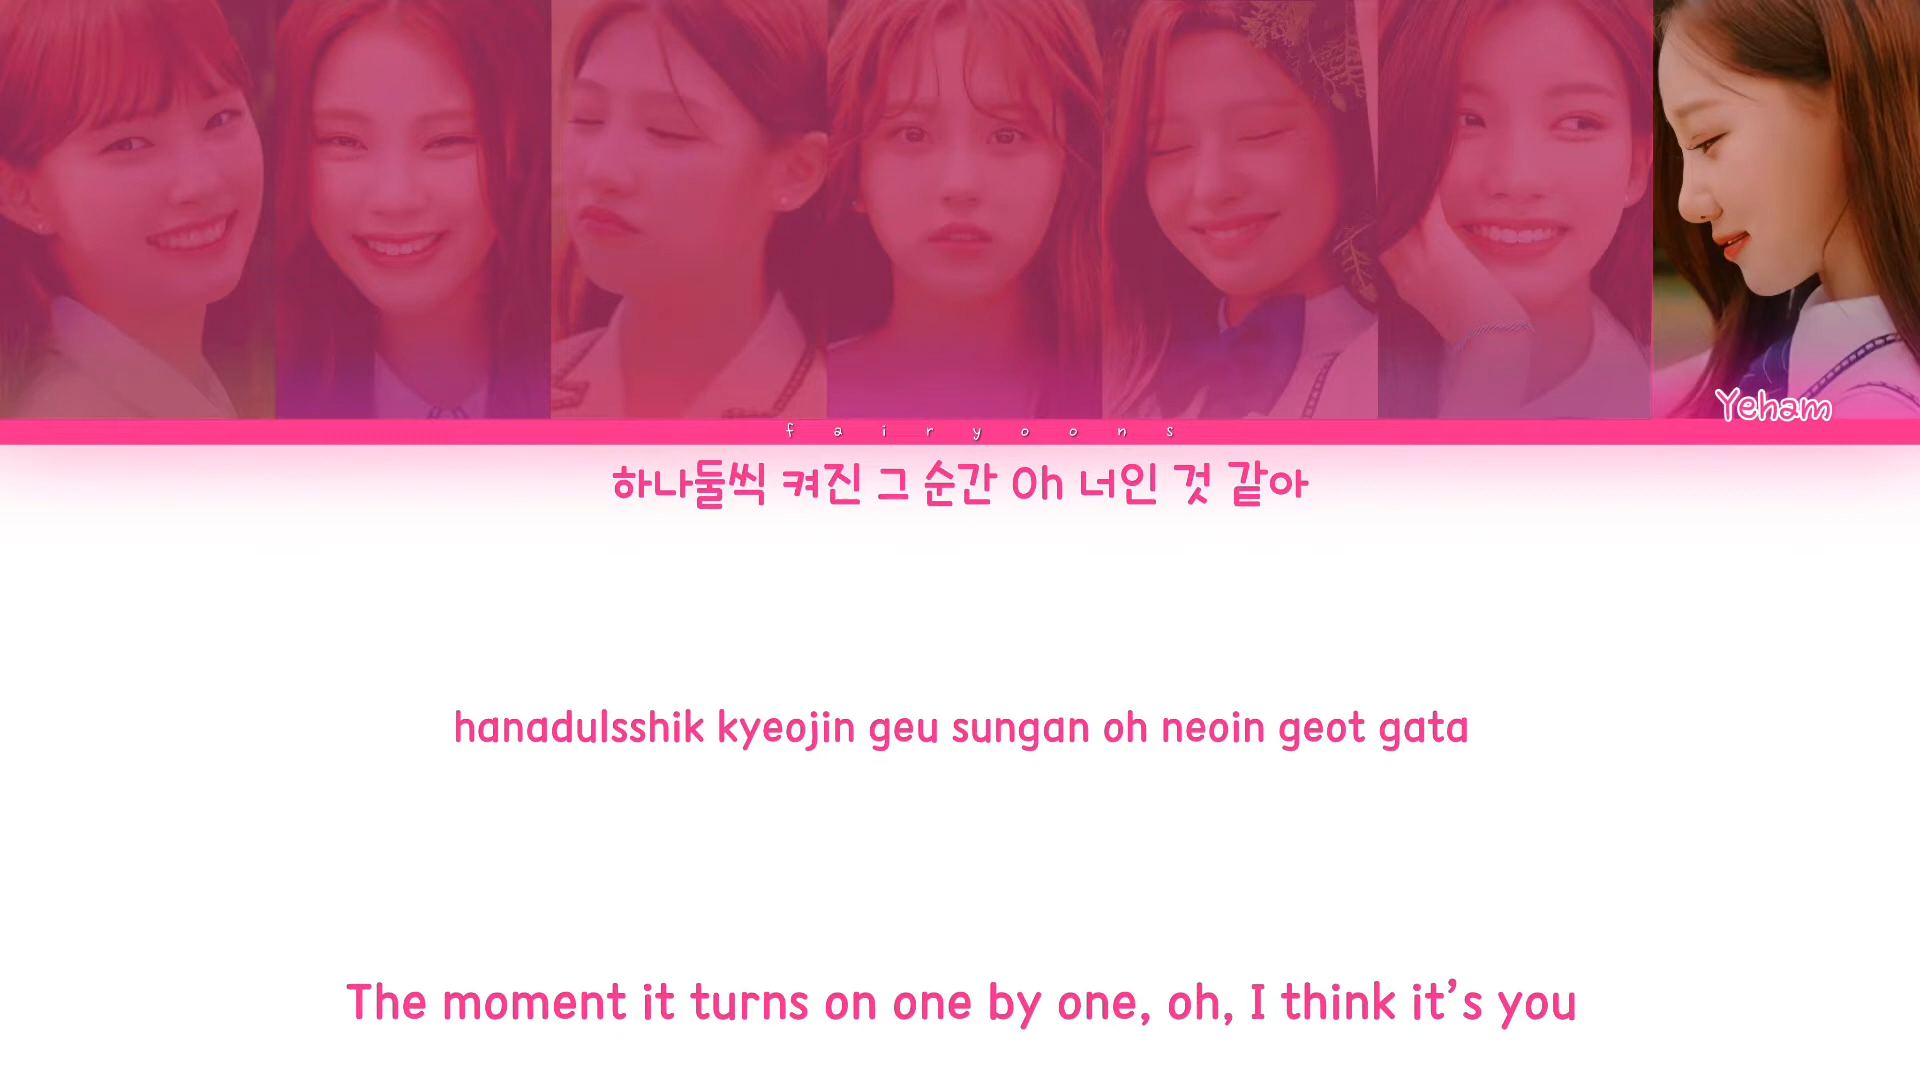 Yeham
fairyoons
하나둘씩 켜진 그 순간 Oh 너인 것 같아
hanadulsshik kyeojin geu sungan oh neoin geot gata
The moment it turns on one by one, oh, I think it's you